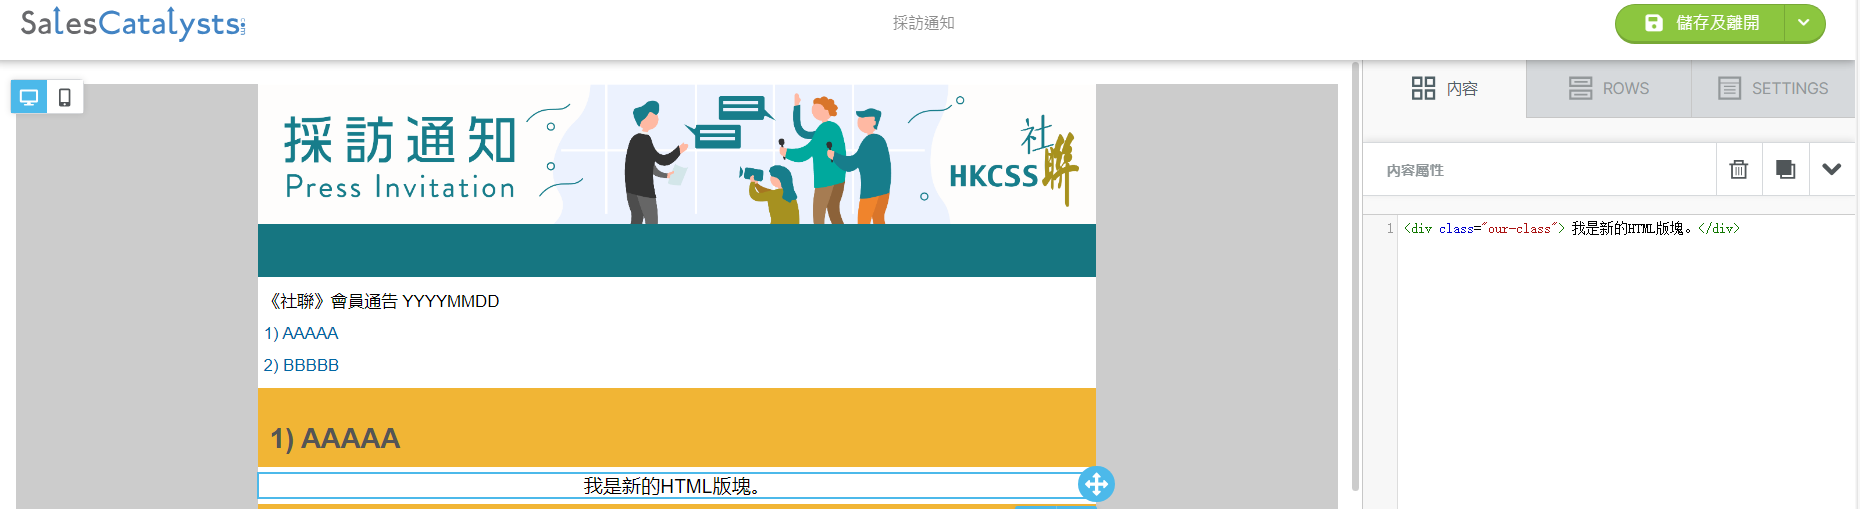 SalesCatalysts
採訪通知
儲存及離開
內容
ROWS
SETTINGS
採訪通知
Press Invitation
社聯
HKCSS
內容屬性
1
<div class="our-class"> 我是新的HTML版塊。</div>
《社聯》會員通告 YYYYMMDD
1) AAAAA
2) BBBBB
1) AAAAA
我是新的HTML版塊。